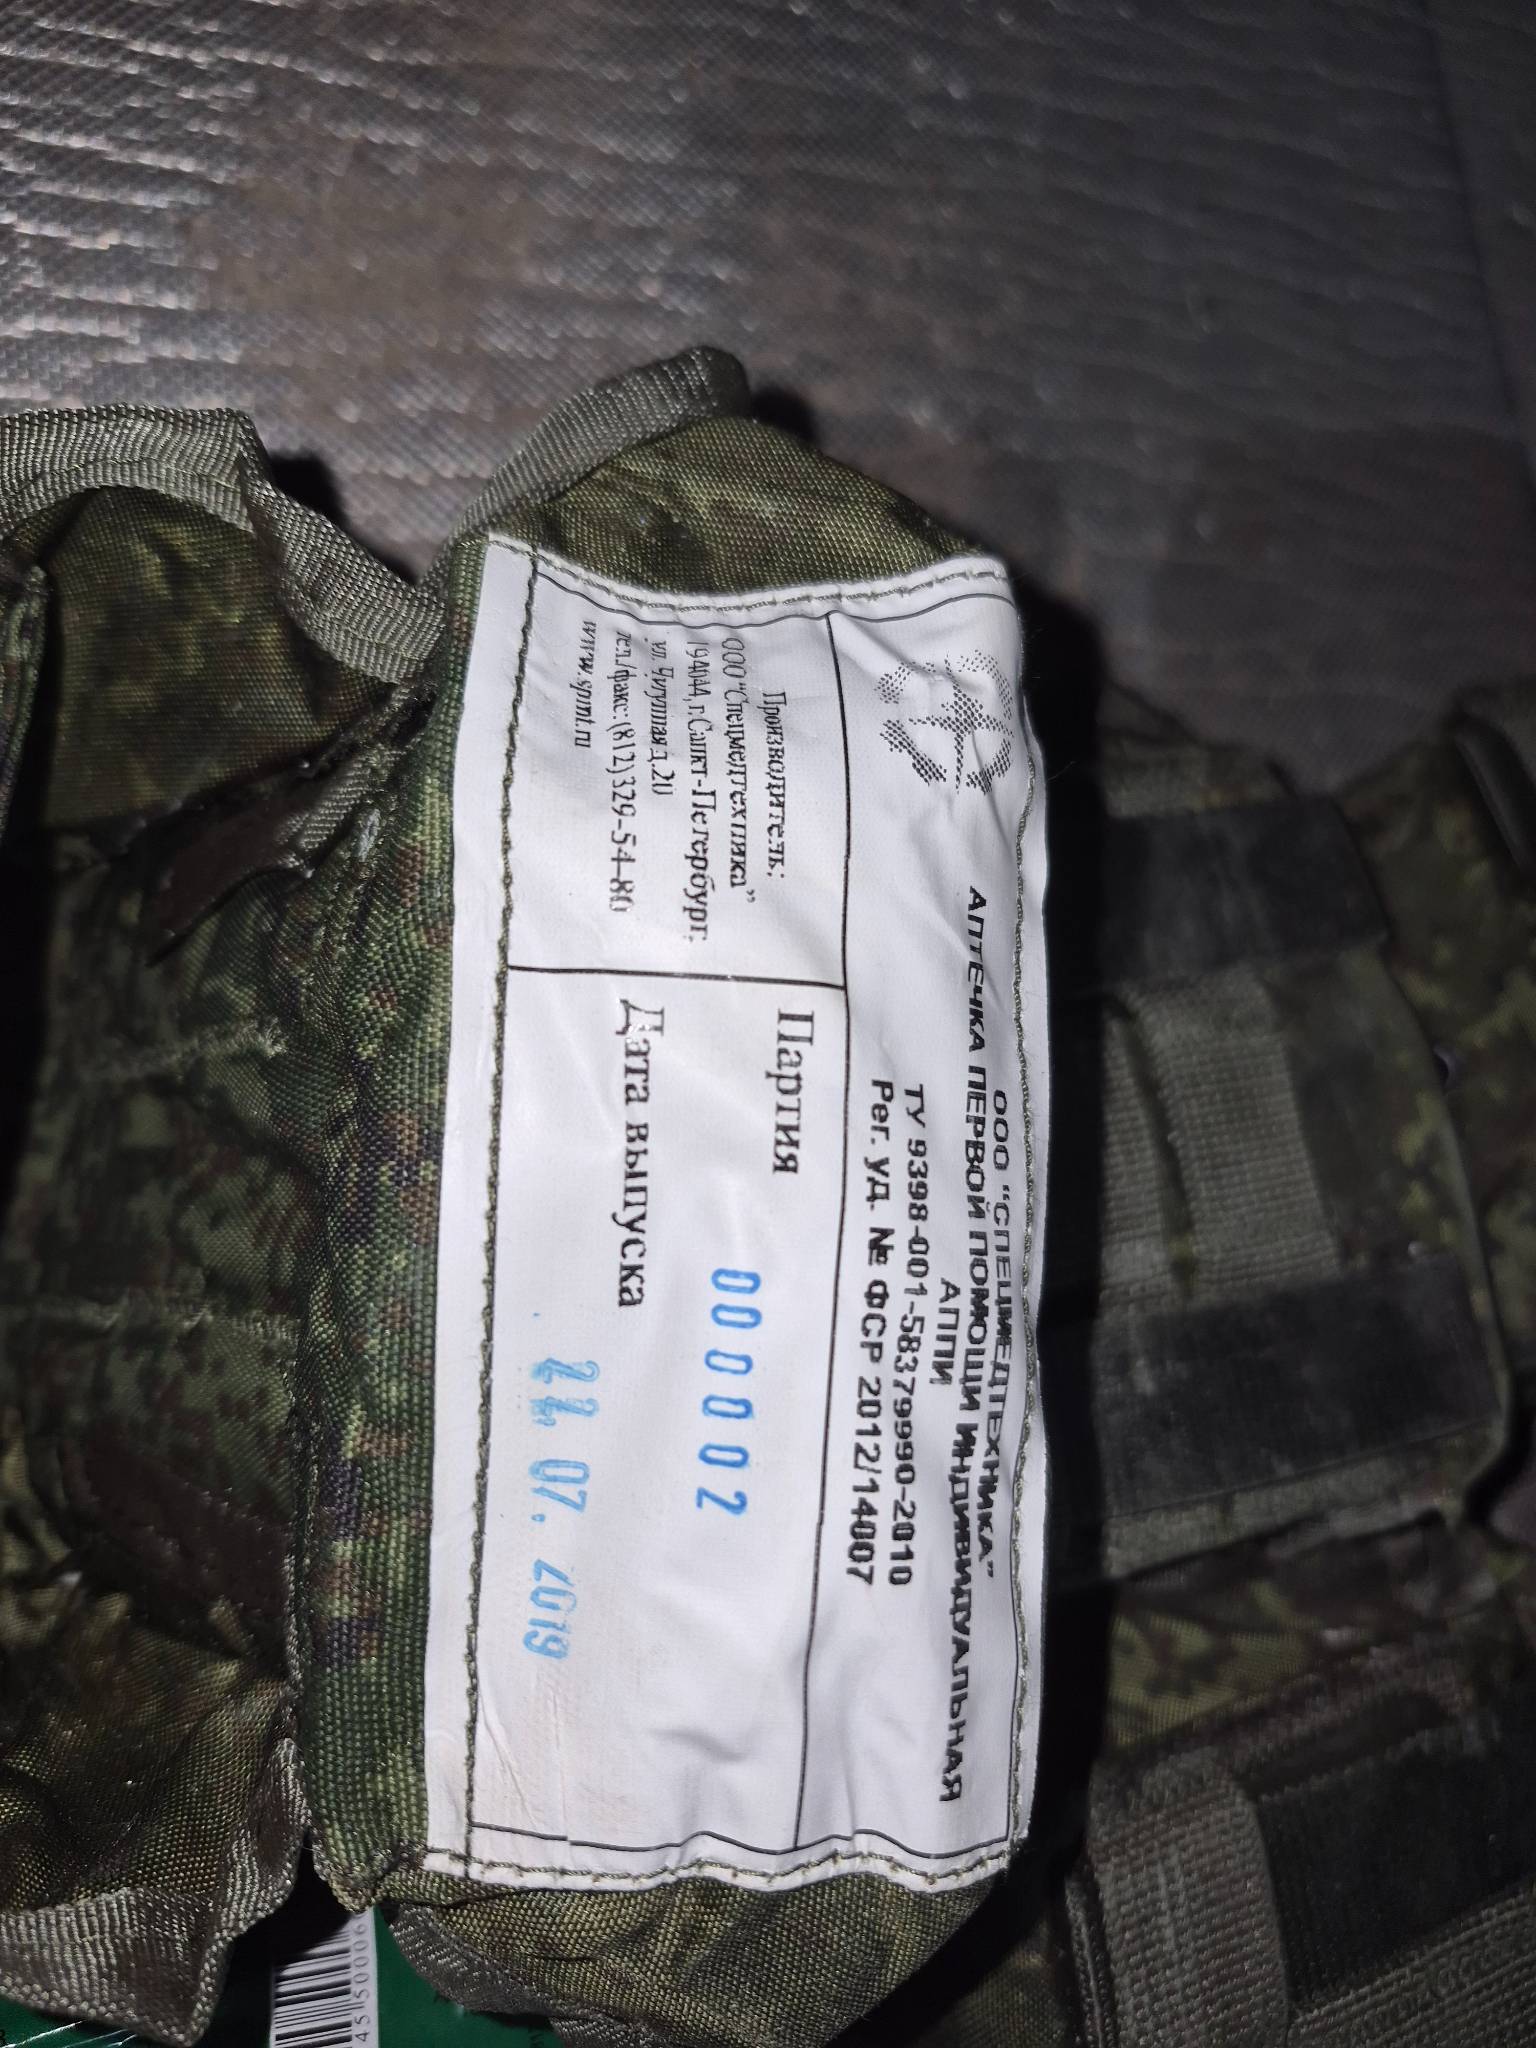 ООО "СПЕЦМЕДТЕХНИКА"
АПТЕЧКА ПЕРВОЙ ПОМОЩИ ИНДИВИДУАЛЬНАЯ
АППИ
ТУ 9398-001-58379990-2010
Рег. уд. № ФСР 2012/14007
Производитель:
ООО "Спецмедтехника"
194044, г.Санкт-Петербург,
ул. Чугунная д.20
тел./факс: (812) 329-54-80
www.spmt.ru
Партия
000002
Дата выпуска
22. 07. 2019
4550006